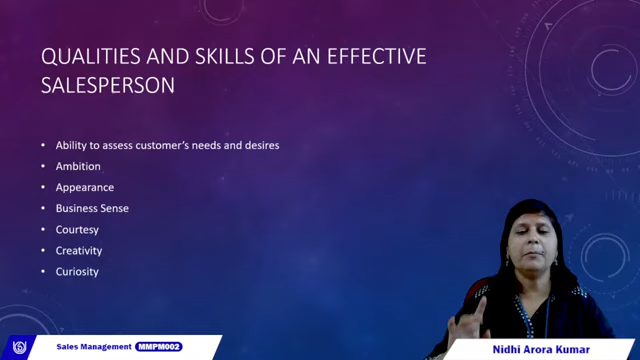 QUALITIES AND SKILLS OF AN EFFECTIVE
SALESPERSON
• Ability to assess customer's needs and desires
• Ambition
• Appearance
• Business Sense
• Courtesy
• Creativity
• Curiosity
Sales Management MMPM002
Nidhi Arora Kumar